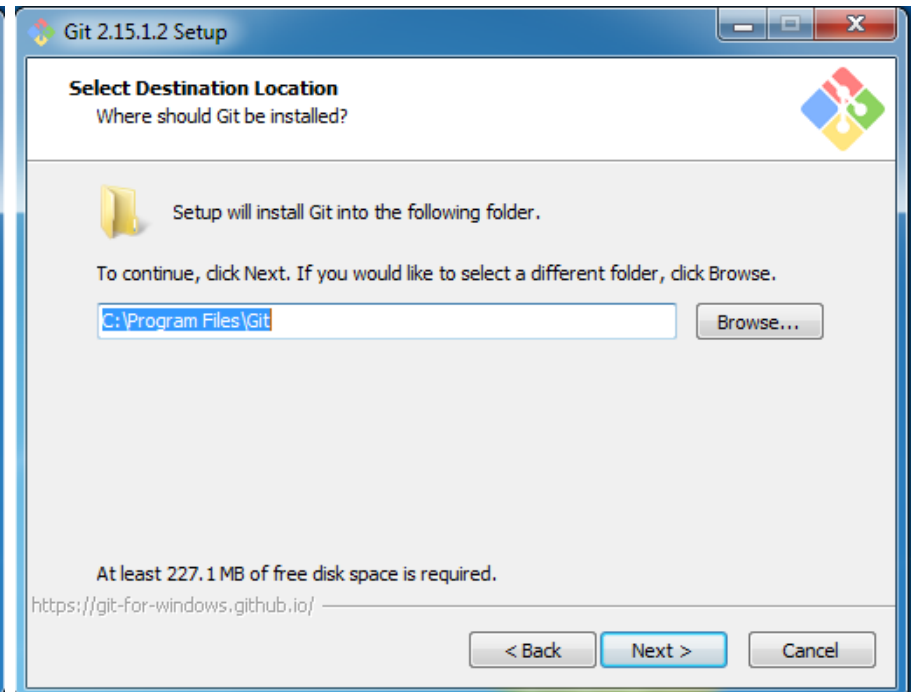 Git 2.15.1.2 Setup
Select Destination Location
Where should Git be installed?
Setup will install Git into the following folder.
To continue, click Next. If you would like to select a different folder, click Browse.
C:\Program Files\Git
Browse...
At least 227.1 MB of free disk space is required.
https://git-for-windows.github.io/
< Back Next > Cancel